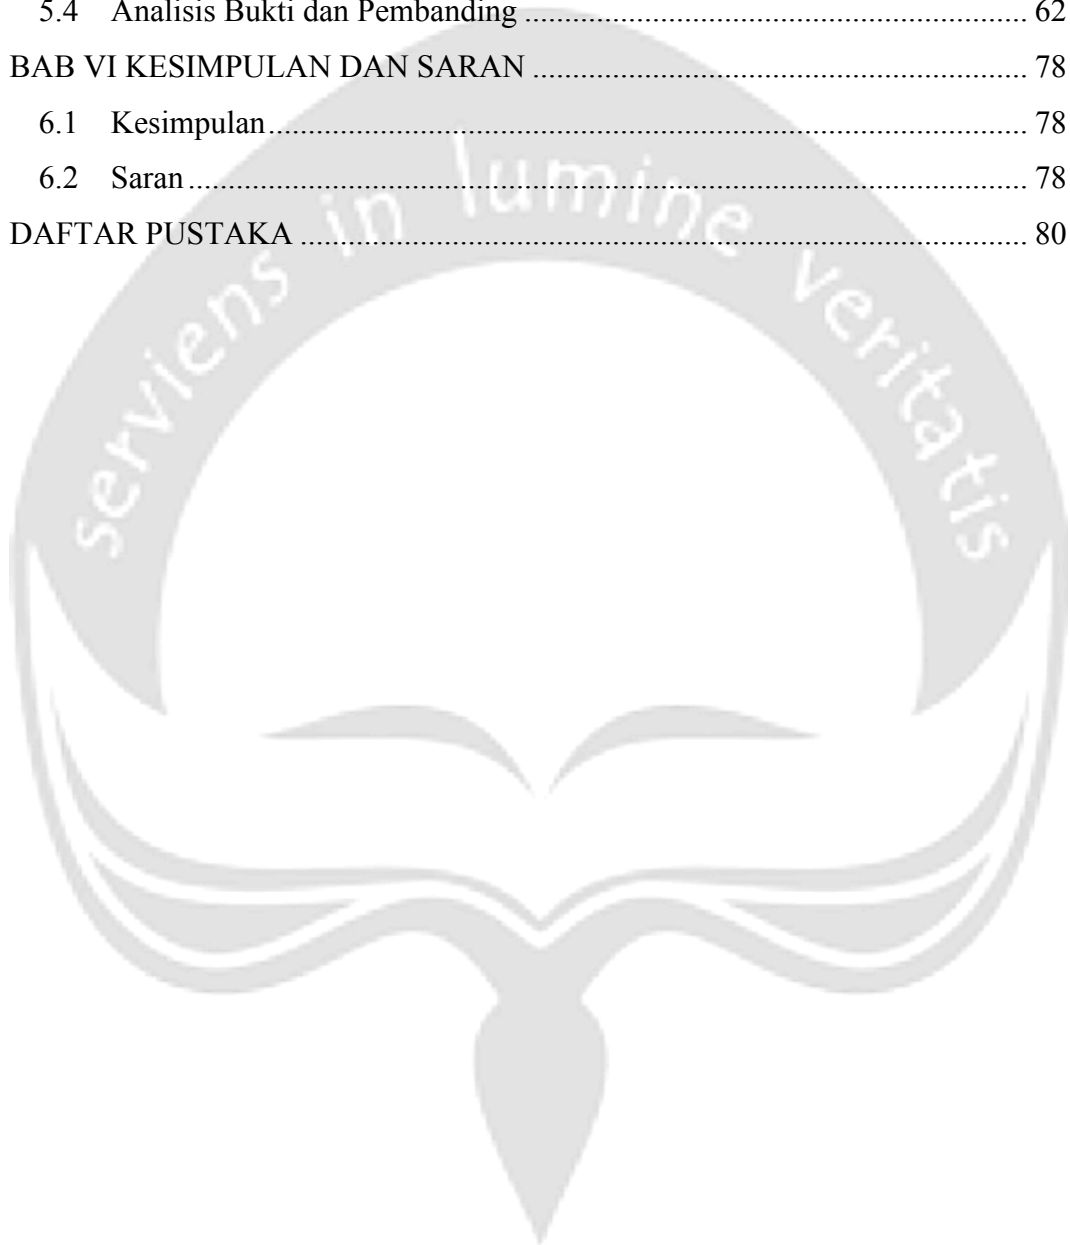 5.4 Analisis Bukti dan Pembanding ........................................................................ 62
BAB VI KESIMPULAN DAN SARAN ................................................................ 78
6.1 Kesimpulan .................................................................................................. 78
6.2 Saran ............................................................................................................ 78
DAFTAR PUSTAKA ............................................................................................. 80
serviens in lumine veritatis